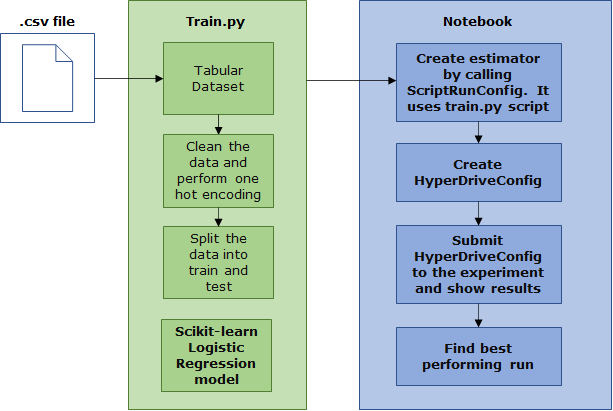 .csv file
Train.py
Tabular
Dataset
Clean the
data and
perform one
hot encoding
Split the
data into
train and
test
Scikit-learn
Logistic
Regression
model
Notebook
Create estimator
by calling
ScriptRunConfig. It
uses train.py script
Create
HyperDriveConfig
Submit
HyperDriveConfig
to the experiment
and show results
Find best
performing run